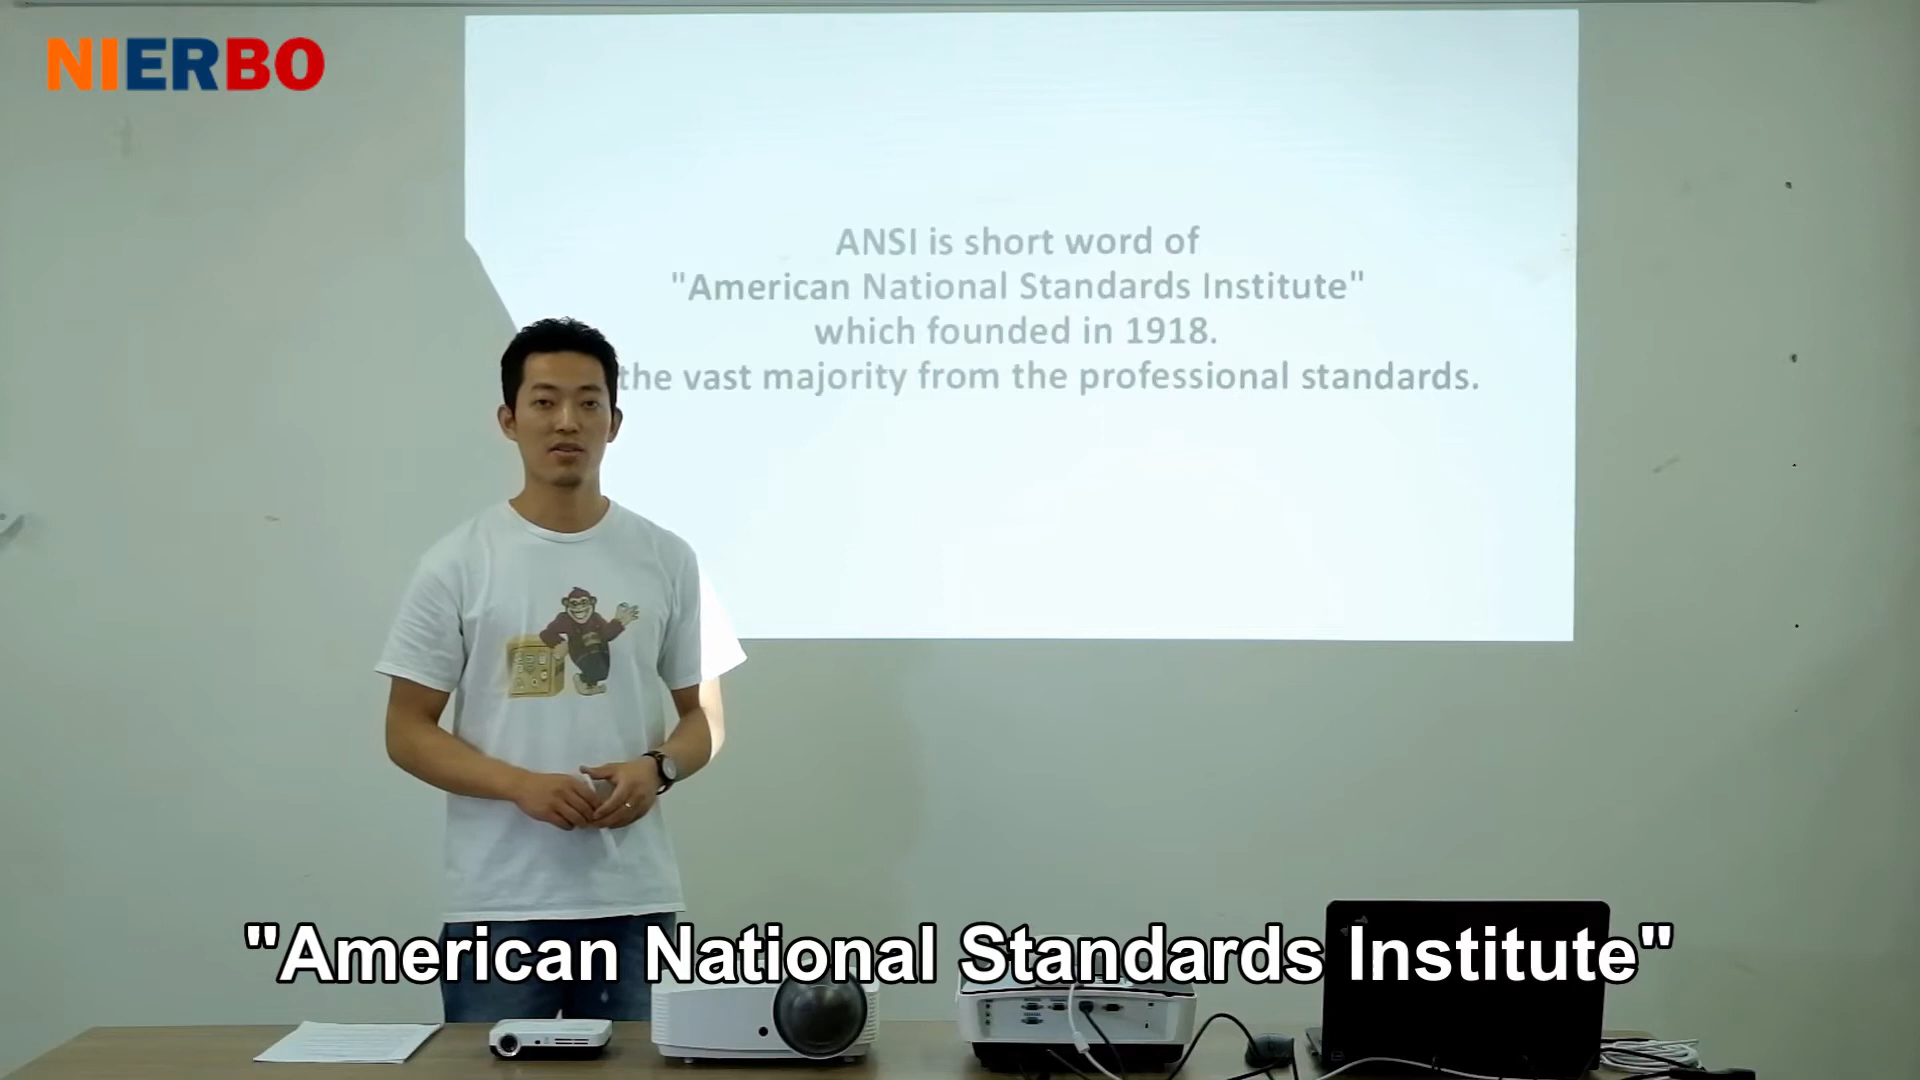 NIERBO
ANSI is short word of
"American National Standards Institute"
which founded in 1918.
the vast majority from the professional standards.
"American National Standards Institute"